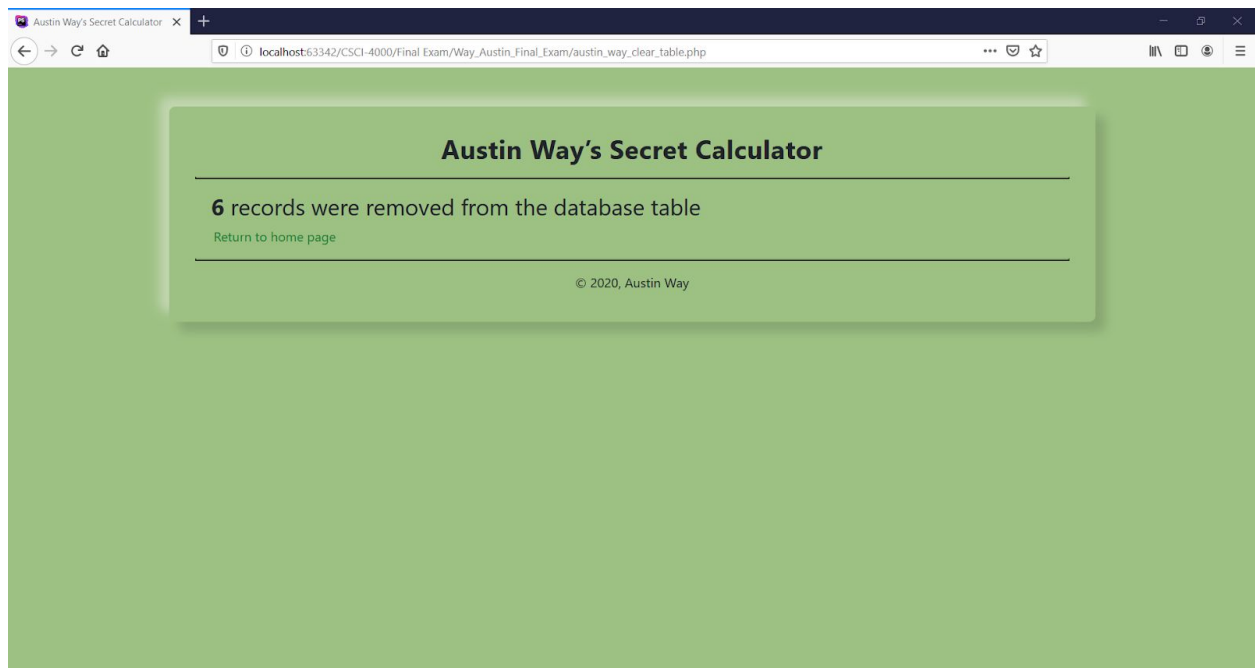 Austin Way's Secret Calculator
localhost:63342/CSCI-4000/Final Exam/Way_Austin_Final_Exam/austin_way_clear_table.php
Austin Way's Secret Calculator
6 records were removed from the database table
Return to home page
© 2020, Austin Way